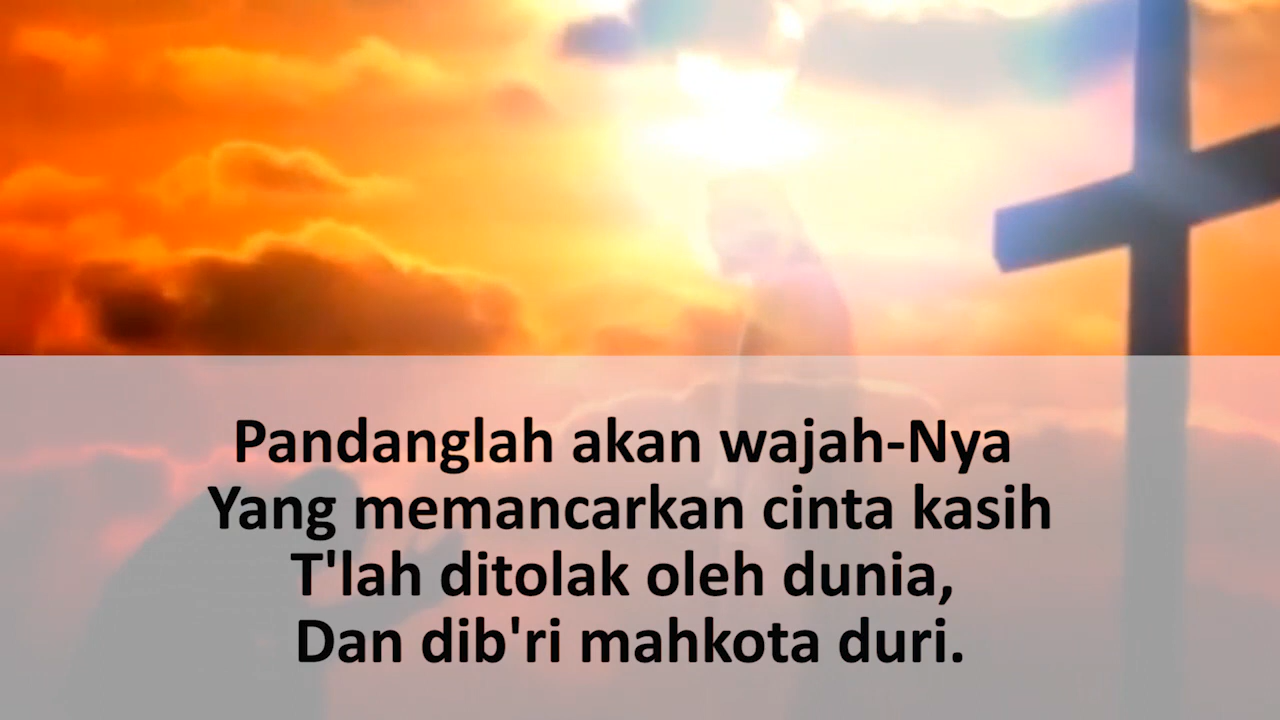 Pandanglah akan wajah-Nya
Yang memancarkan cinta kasih
T'lah ditolak oleh dunia,
Dan dib'ri mahkota duri.